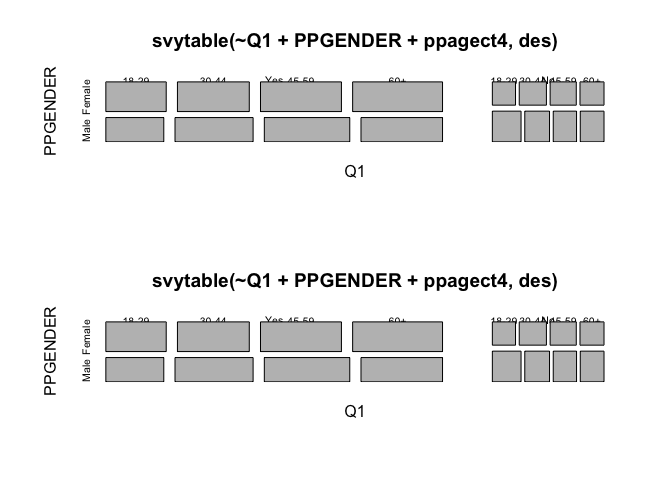 svytable(~Q1 + PPGENDER + ppagect4, des)
18-29 30-44 Yes 45-59 60+ 18-29 30-44 No 45-59 60+
Female
Male
PPGENDER
Q1
svytable(~Q1 + PPGENDER + ppagect4, des)
18-29 30-44 Yes 45-59 60+ 18-29 30-44 No 45-59 60+
Female
Male
PPGENDER
Q1